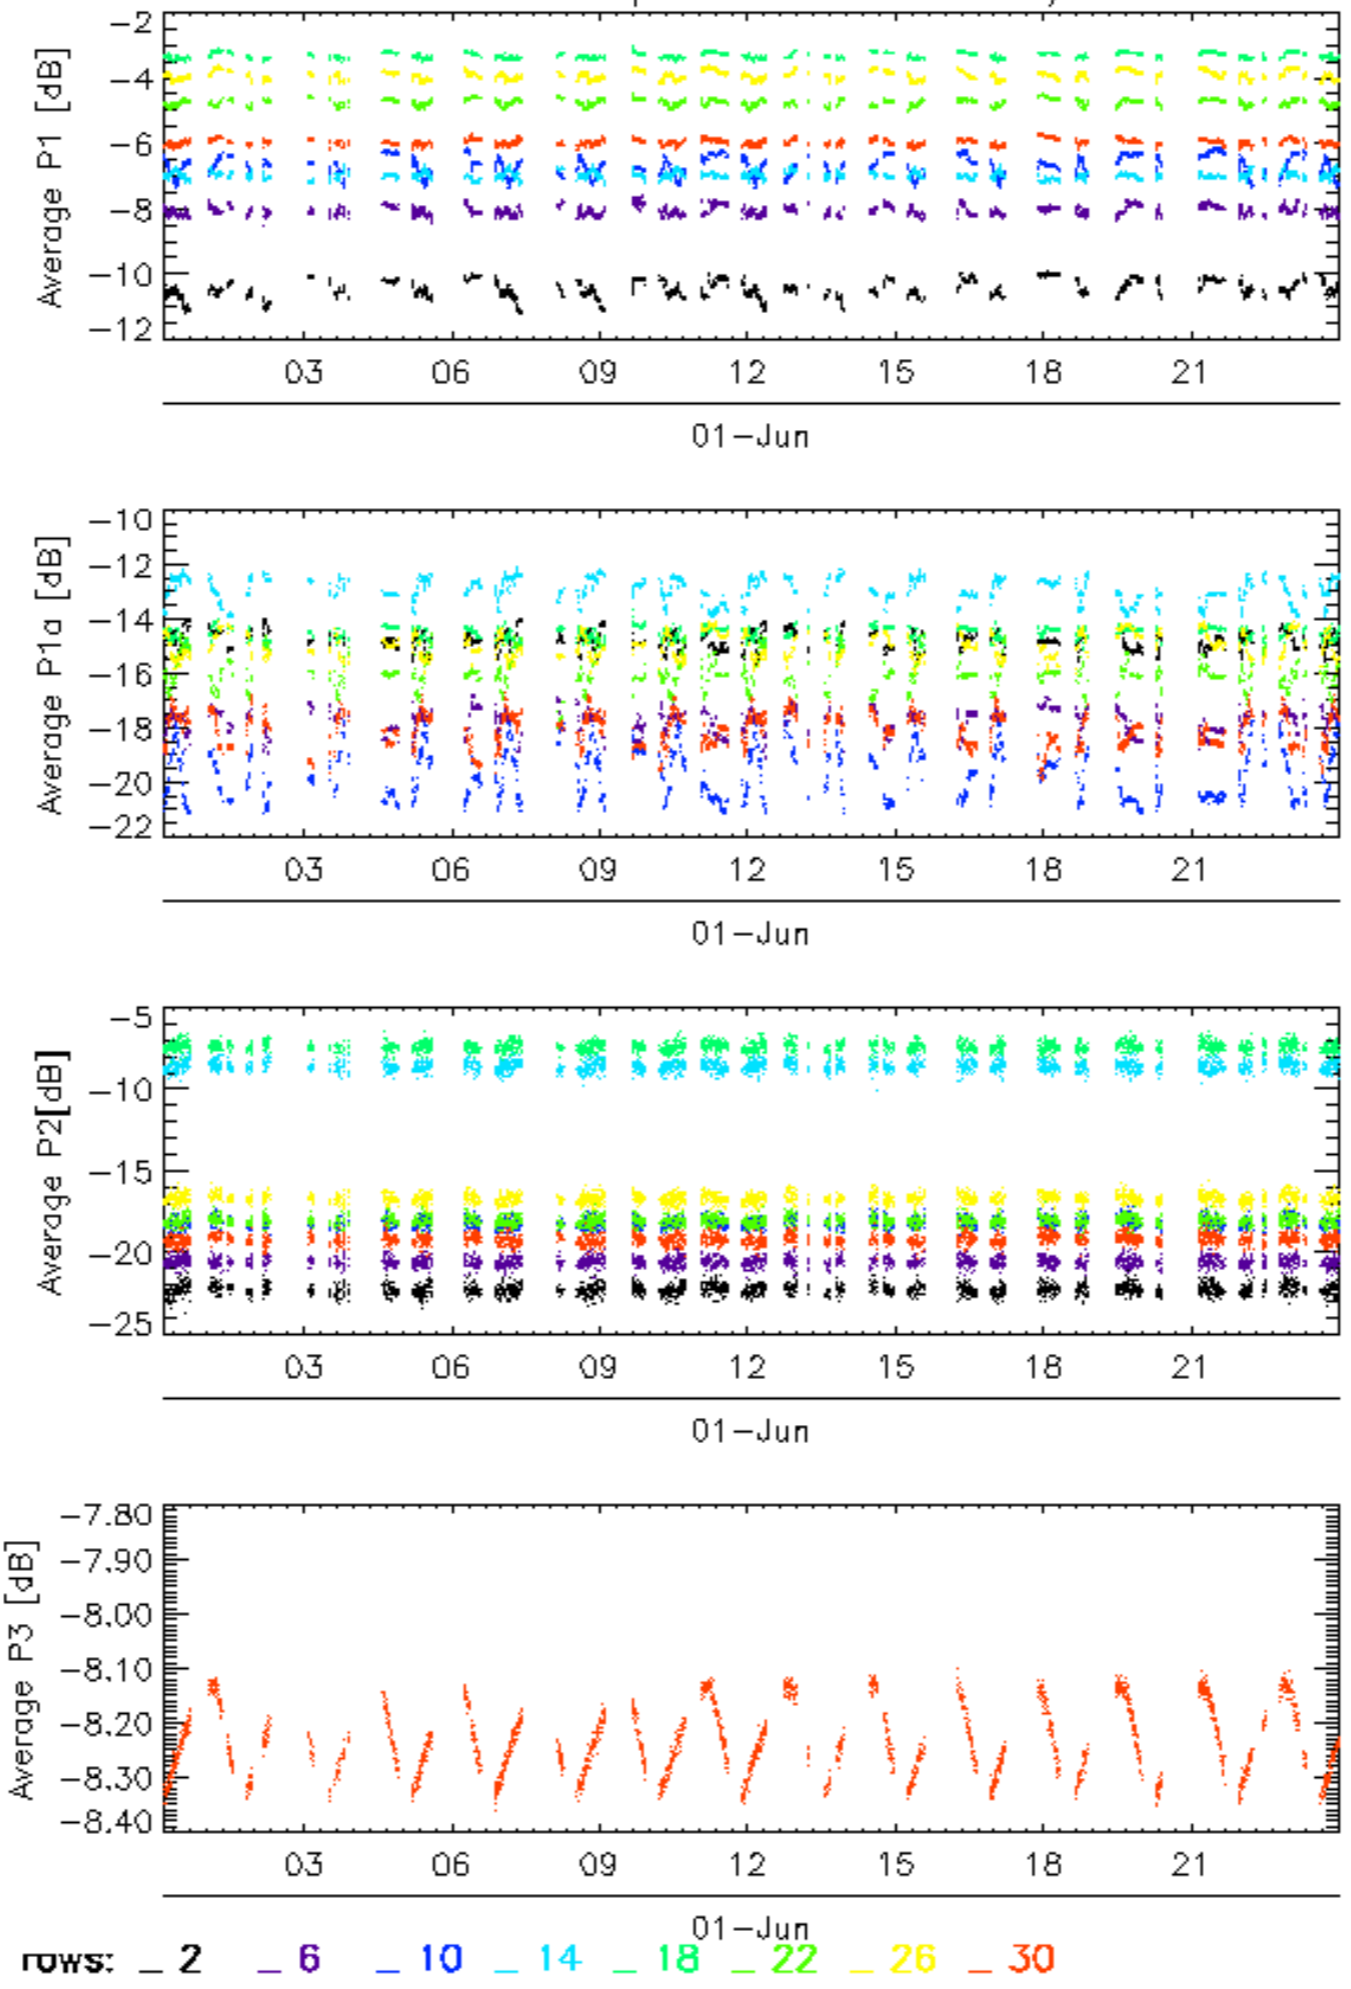 Average P1 [dB]
-2
-4
-6
-8
-10
-12
03 06 09 12 15 18 21
01-Jun
Average P1a [dB]
-10
-12
-14
-16
-18
-20
-22
03 06 09 12 15 18 21
01-Jun
Average P2[dB]
-5
-10
-15
-20
-25
03 06 09 12 15 18 21
01-Jun
Average P3 [dB]
-7.80
-7.90
-8.00
-8.10
-8.20
-8.30
-8.40
03 06 09 12 15 18 21
01-Jun
rows: _ 2 _ 6 _ 10 _ 14 _ 18 _ 22 _ 26 _ 30